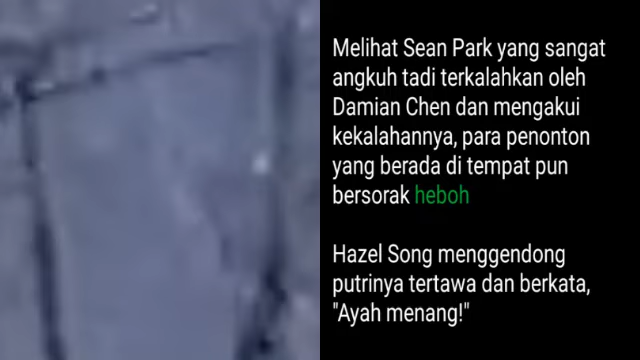 Melihat Sean Park yang sangat
angkuh tadi terkalahkan oleh
Damian Chen dan mengakui
kekalahannya, para penonton
yang berada di tempat pun
bersorak heboh
Hazel Song menggendong
putrinya tertawa dan berkata,
"Ayah menang!"